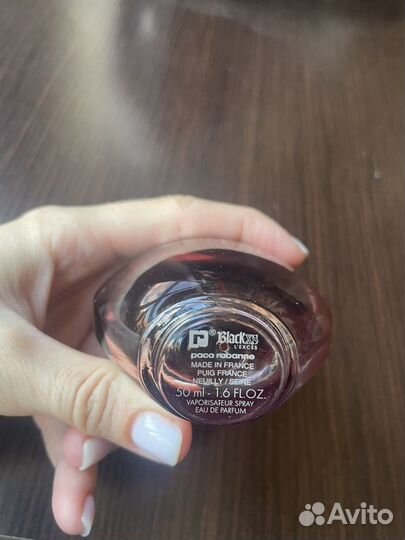 Black XS
L'EXCÈS
paco rabanne
MADE IN FRANCE
PUIG FRANCE
NEUILLY / SEINE
50 ml - 1.6 FL.OZ.
VAPORISATEUR SPRAY
EAU DE PARFUM
Avito